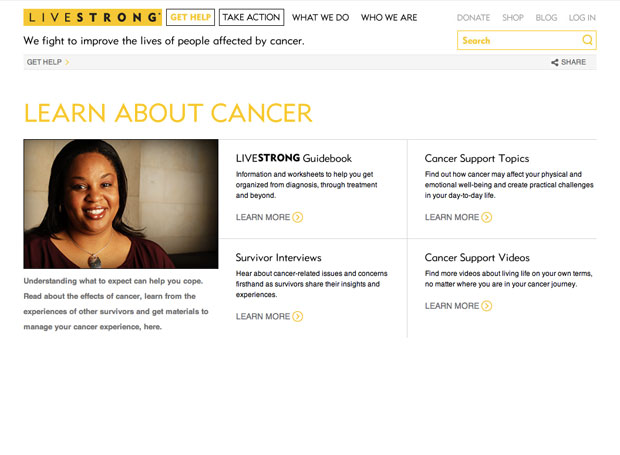 LIVESTRONG® GET HELP TAKE ACTION WHAT WE DO WHO WE ARE DONATE SHOP BLOG LOG IN
We fight to improve the lives of people affected by cancer. Search
GET HELP SHARE
LEARN ABOUT CANCER
LIVESTRONG Guidebook
Information and worksheets to help you get
organized from diagnosis, through treatment
and beyond.
LEARN MORE
Cancer Support Topics
Find out how cancer may affect your physical and
emotional well-being and create practical challenges
in your day-to-day life.
LEARN MORE
Understanding what to expect can help you cope.
Read about the effects of cancer, learn from the
experiences of other survivors and get materials to
manage your cancer experience, here.
Survivor Interviews
Hear about cancer-related issues and concerns
firsthand as survivors share their insights and
experiences.
LEARN MORE
Cancer Support Videos
Find more videos about living life on your own terms,
no matter where you are in your cancer journey.
LEARN MORE